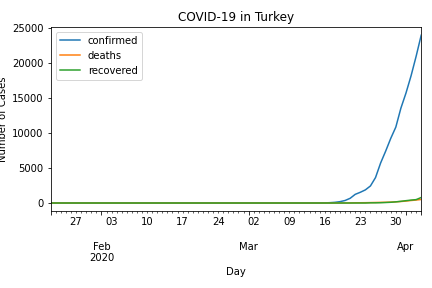 COVID-19 in Turkey
25000
20000
15000
10000
5000
0
Number of Cases
confirmed
deaths
recovered
27 03 10 17 24 02 09 16 23 30
Feb Mar Apr
2020
Day